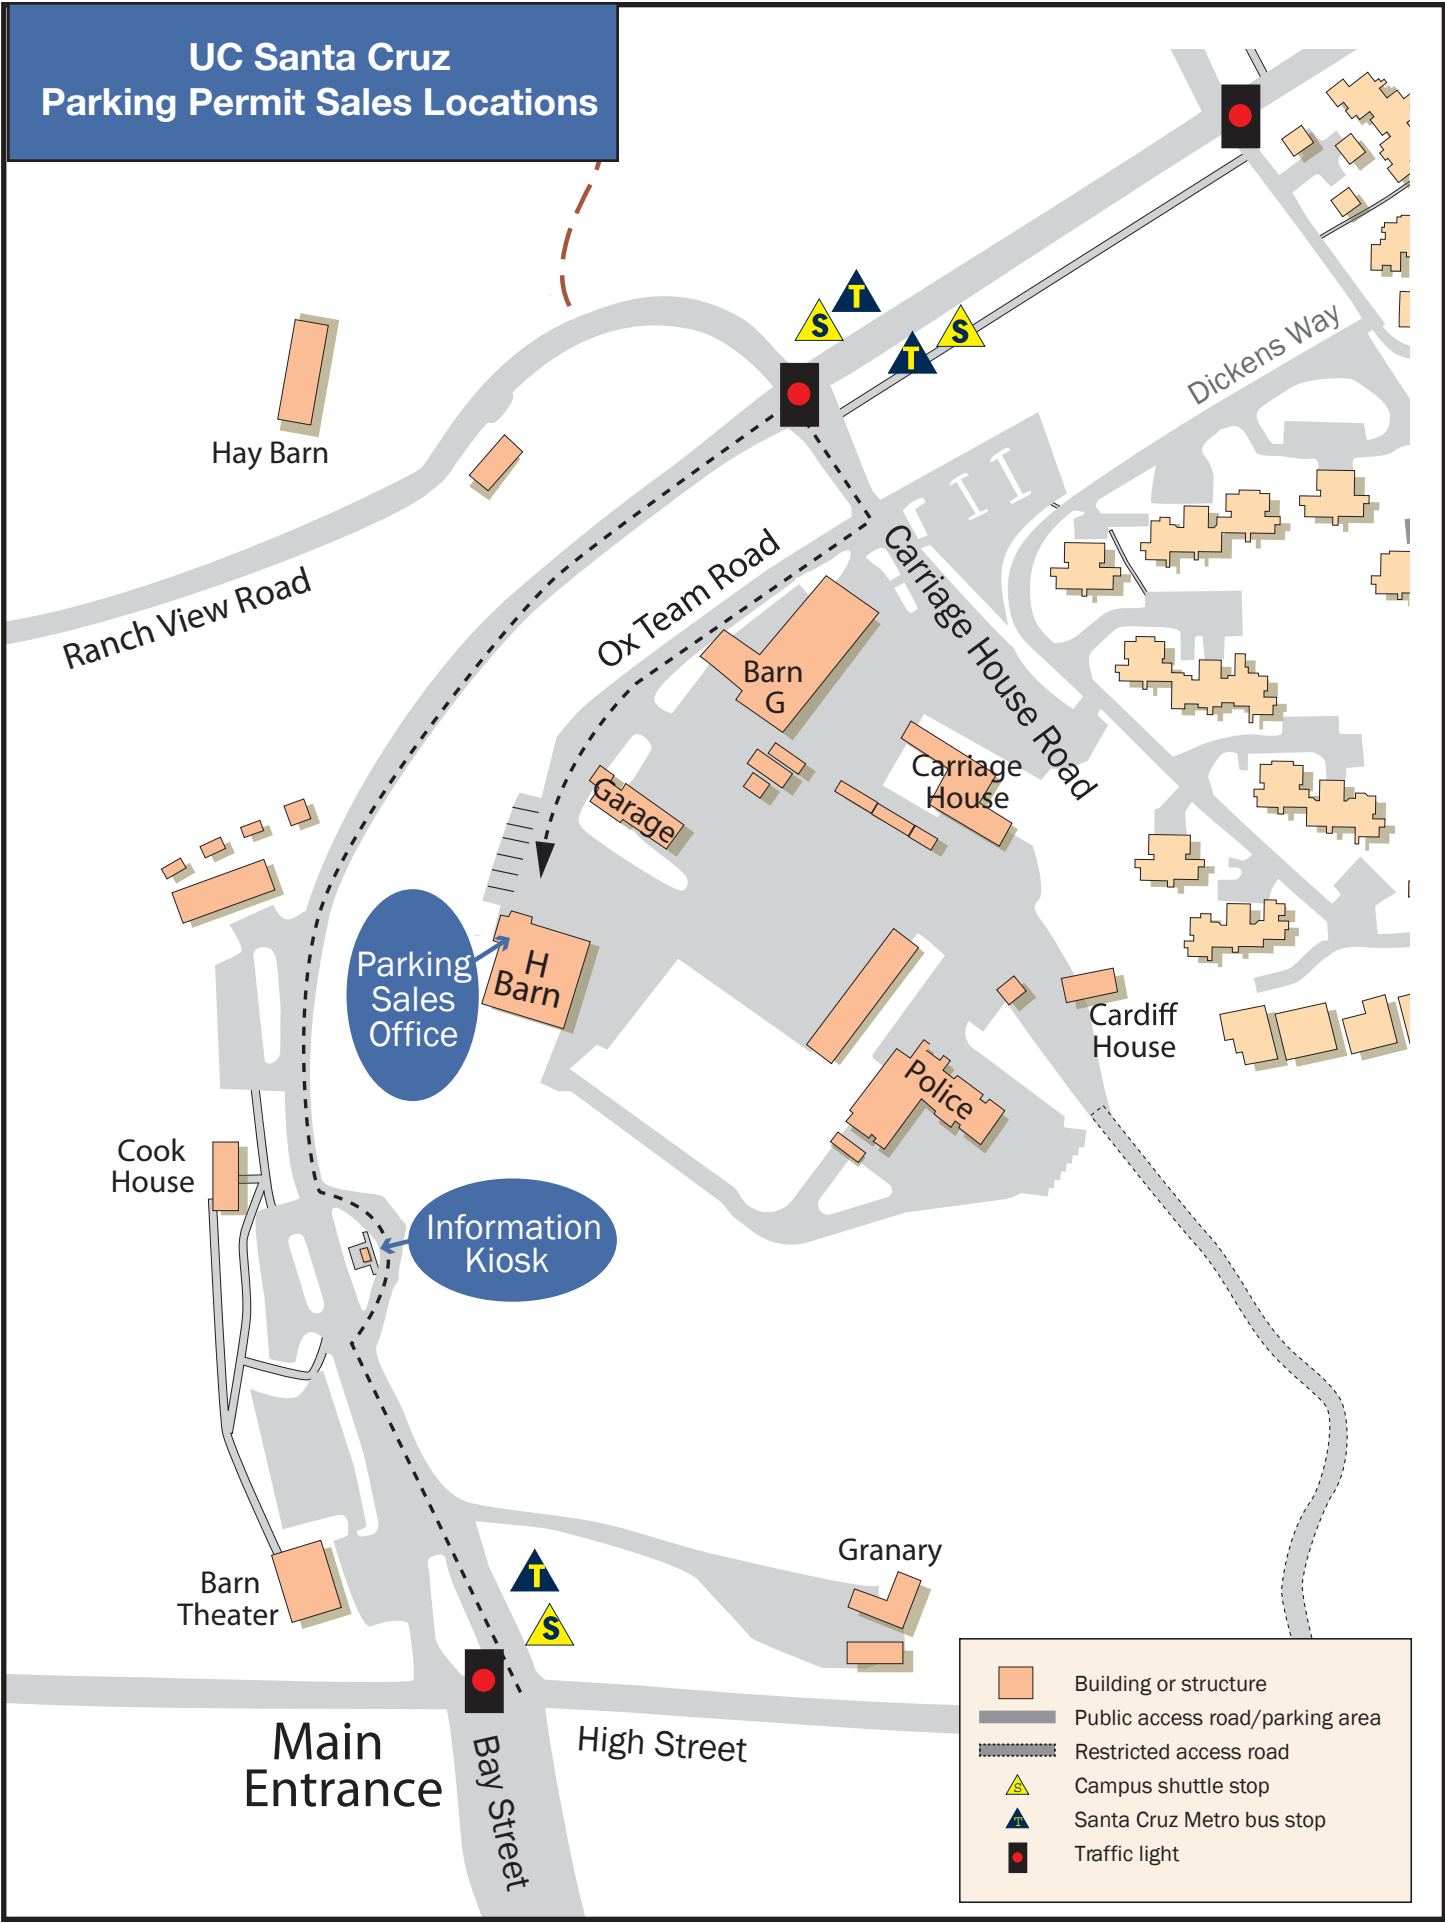 UC Santa Cruz
Parking Permit Sales Locations
T
S
S
T
Dickens Way
Hay Barn
Ranch View Road
Ox Team Road
Carriage House Road
Barn
G
Carriage
House
Garage
Parking
Sales
Office
H
Barn
Cardiff
House
Police
Cook
House
Information
Kiosk
Granary
T
S
Barn
Theater
Main
Entrance
High Street
Bay Street
Building or structure
Public access road/parking area
Restricted access road
S
Campus shuttle stop
T
Santa Cruz Metro bus stop
Traffic light